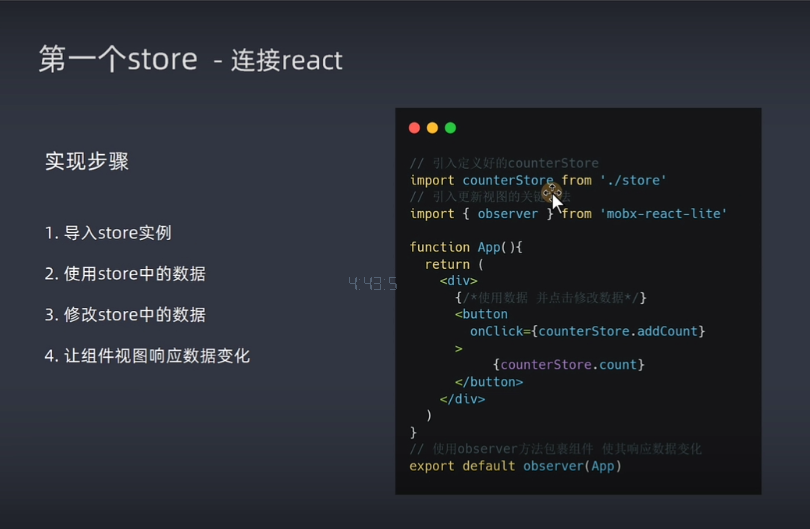 第一个store - 连接react
实现步骤
1. 导入store实例
2. 使用store中的数据
3. 修改store中的数据
4. 让组件视图响应数据变化
4:43:5
// 引入定义好的counterStore
import counterStore from './store'
// 引入更新视图的关键 法
import { observer } from 'mobx-react-lite'
function App(){
return (
<div>
{/*使用数据 并点击修改数据*/}
<button
onClick={counterStore.addCount}
>
{counterStore.count}
</button>
</div>
)
}
// 使用observer方法包裹组件 使其响应数据变化
export default observer(App)